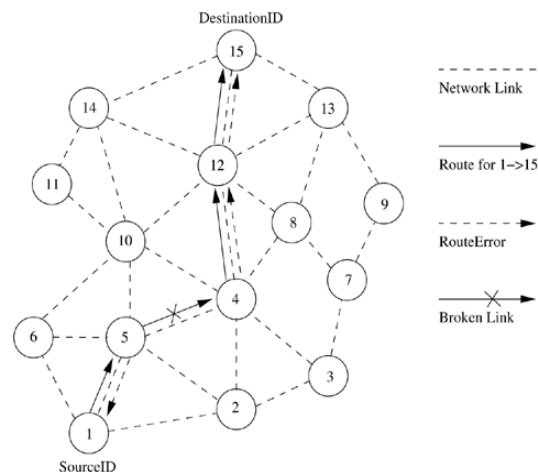 DestinationID
15
14
13
Network Link
12
Route for 1->15
11
9
8
10
RouteError
7
4
6
5
Broken Link
3
2
1
SourceID